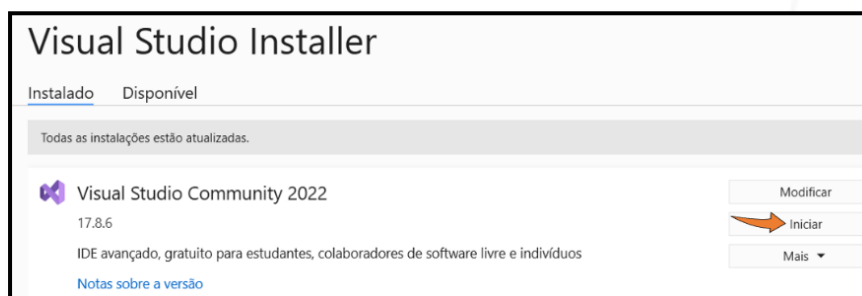 Visual Studio Installer
Instalado Disponível
Todas as instalações estão atualizadas.
Visual Studio Community 2022
Modificar
17.8.6
Iniciar
IDE avançado, gratuito para estudantes, colaboradores de software livre e indivíduos
Mais
Notas sobre a versão